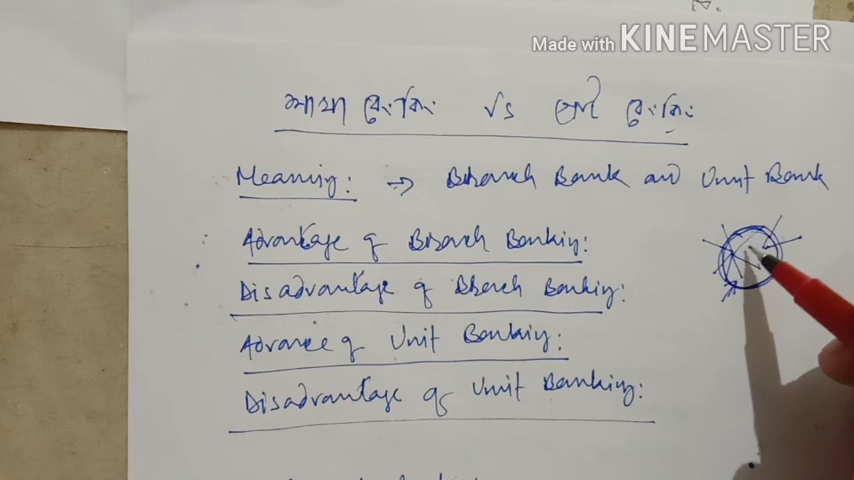 Made with KINEMASTER
শাখা বেংকিং vs গোট বেংকিং
Meaning: → Branch Bank and Unit Bank
Advantage of Branch Banking:
Disadvantage of Branch Banking:
Advance of Unit Banking:
Disadvantage of Unit Banking: